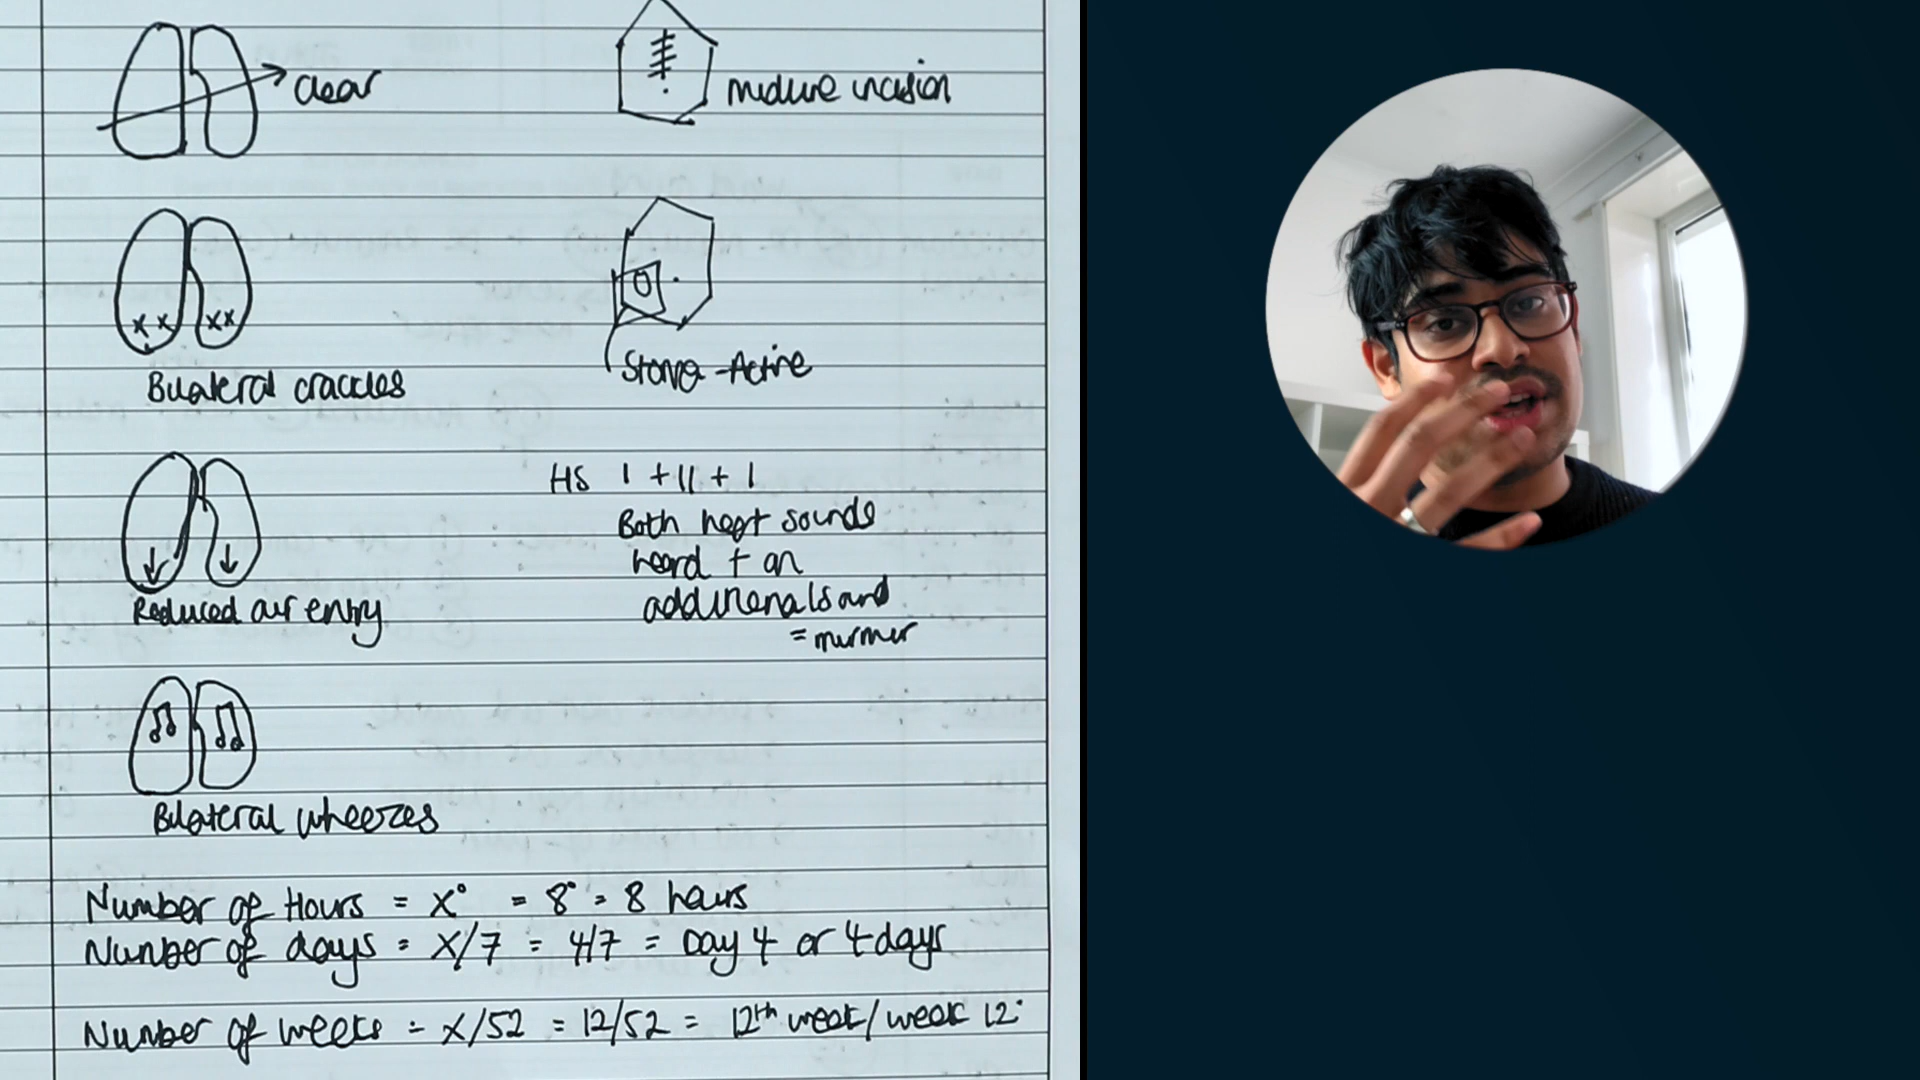 clear
midline incision
Bilateral crackles
Stoma - Active
Reduced air entry
HS I + II + I
Both heart sounds
heard + an
additional sound
= murmur
Bilateral wheezes
Number of Hours = X° = 8° = 8 hours
Number of days = X/7 = 4/7 = Day 4 or 4 days
Number of weeks = X/52 = 12/52 = 12th week/week 12